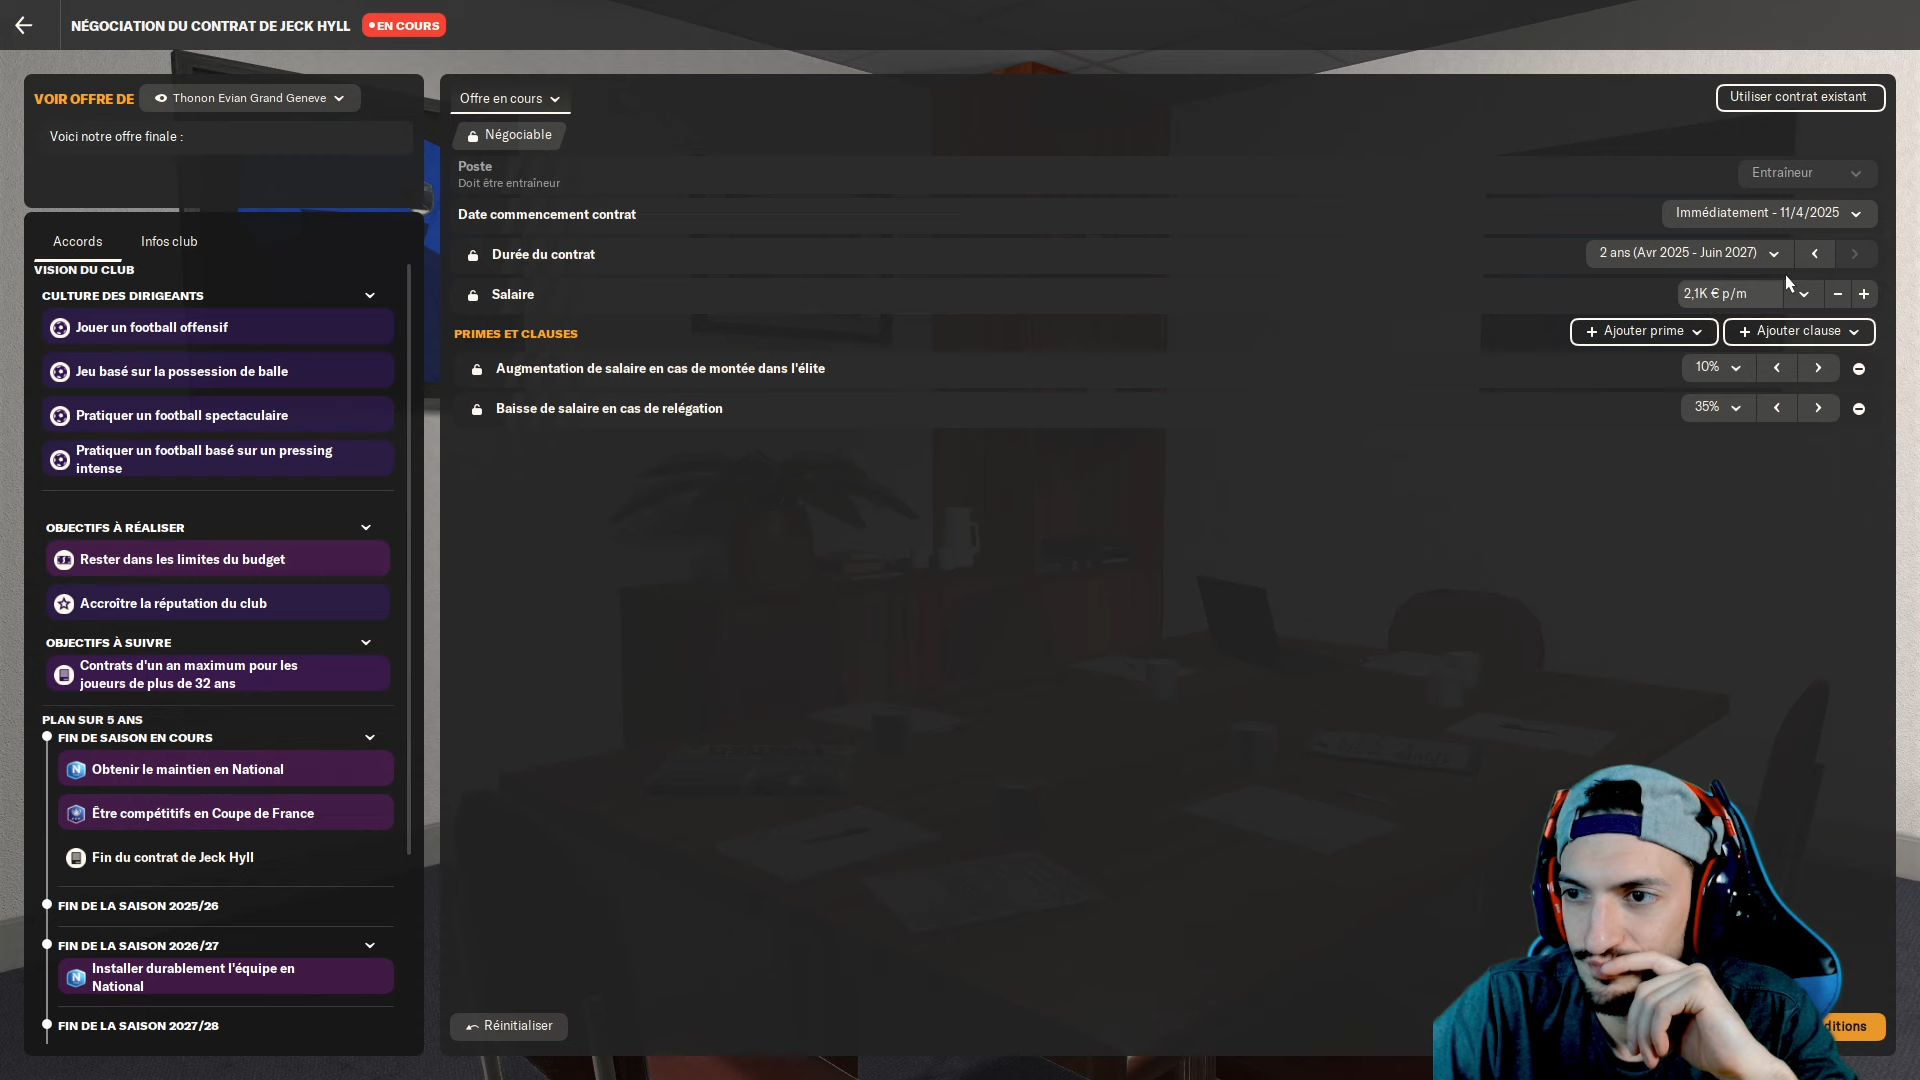 NÉGOCIATION DU CONTRAT DE JECK HYLL
EN COURS
VOIR OFFRE DE
Thonon Evian Grand Geneve
Voici notre offre finale :
Accords
Infos club
VISION DU CLUB
CULTURE DES DIRIGEANTS
Jouer un football offensif
Jeu basé sur la possession de balle
Pratiquer un football spectaculaire
Pratiquer un football basé sur un pressing
intense
OBJECTIFS À RÉALISER
Rester dans les limites du budget
Accroître la réputation du club
OBJECTIFS À SUIVRE
Contrats d'un an maximum pour les
joueurs de plus de 32 ans
PLAN SUR 5 ANS
FIN DE SAISON EN COURS
Obtenir le maintien en National
Être compétitifs en Coupe de France
Fin du contrat de Jeck Hyll
FIN DE LA SAISON 2025/26
FIN DE LA SAISON 2026/27
Installer durablement l'équipe en
National
FIN DE LA SAISON 2027/28
Offre en cours
Utiliser contrat existant
Négociable
Poste
Doit être entraîneur
Entraîneur
Date commencement contrat
Immédiatement - 11/4/2025
Durée du contrat
2 ans (Avr 2025 - Juin 2027)
Salaire
2,1K € p/m
PRIMES ET CLAUSES
Ajouter prime
Ajouter clause
Augmentation de salaire en cas de montée dans l'élite
10%
Baisse de salaire en cas de relégation
35%
Réinitialiser
ditions